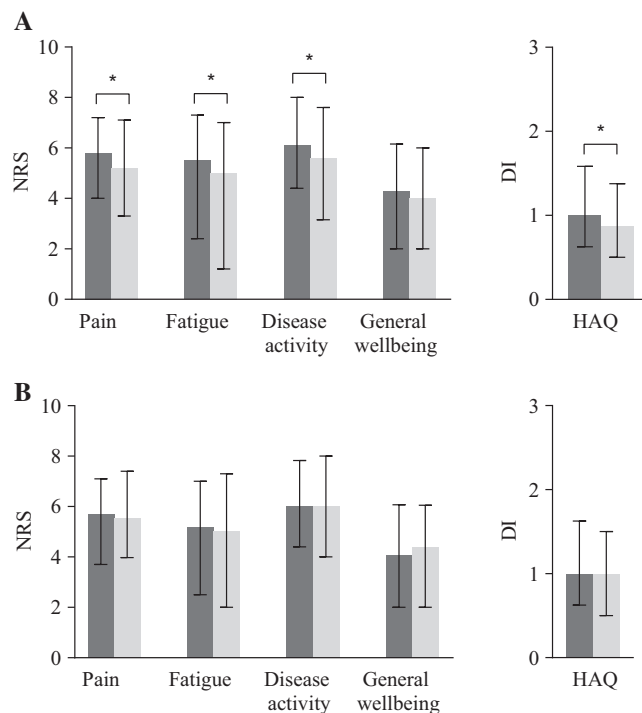 A
10
8
6
4
2
0
NRS
*
*
*
Pain
Fatigue
Disease
activity
General
wellbeing
3
2
1
0
DI
*
HAQ
B
10
8
6
4
2
0
NRS
Pain
Fatigue
Disease
activity
General
wellbeing
3
2
1
0
DI
HAQ